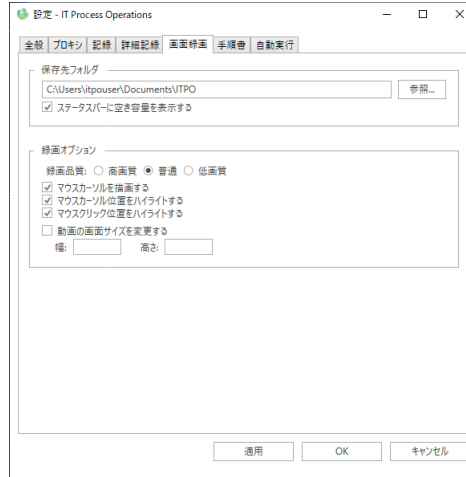 設定 - IT Process Operations
全般 プロキシ 記録 詳細記録 画面録画 手順書 自動実行
保存先フォルダ
C:\Users\itpouser\Documents\ITPO 参照...
ステータスバーに空き容量を表示する
録画オプション
録画品質: 高画質 普通 低画質
マウスカーソルを描画する
マウスカーソル位置をハイライトする
マウスクリック位置をハイライトする
動画の画面サイズを変更する
幅: 高さ:
適用 OK キャンセル